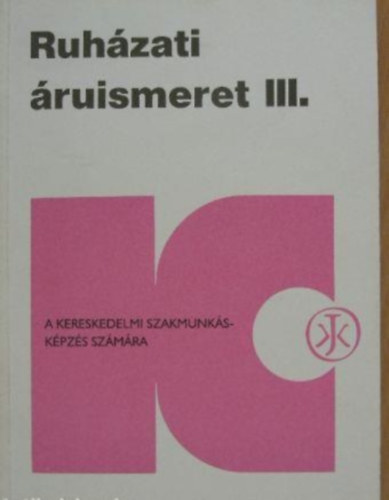 Ruházati
áruismeret III.
A KERESKEDELMI SZAKMUNKÁS-
KÉPZÉS SZÁMÁRA